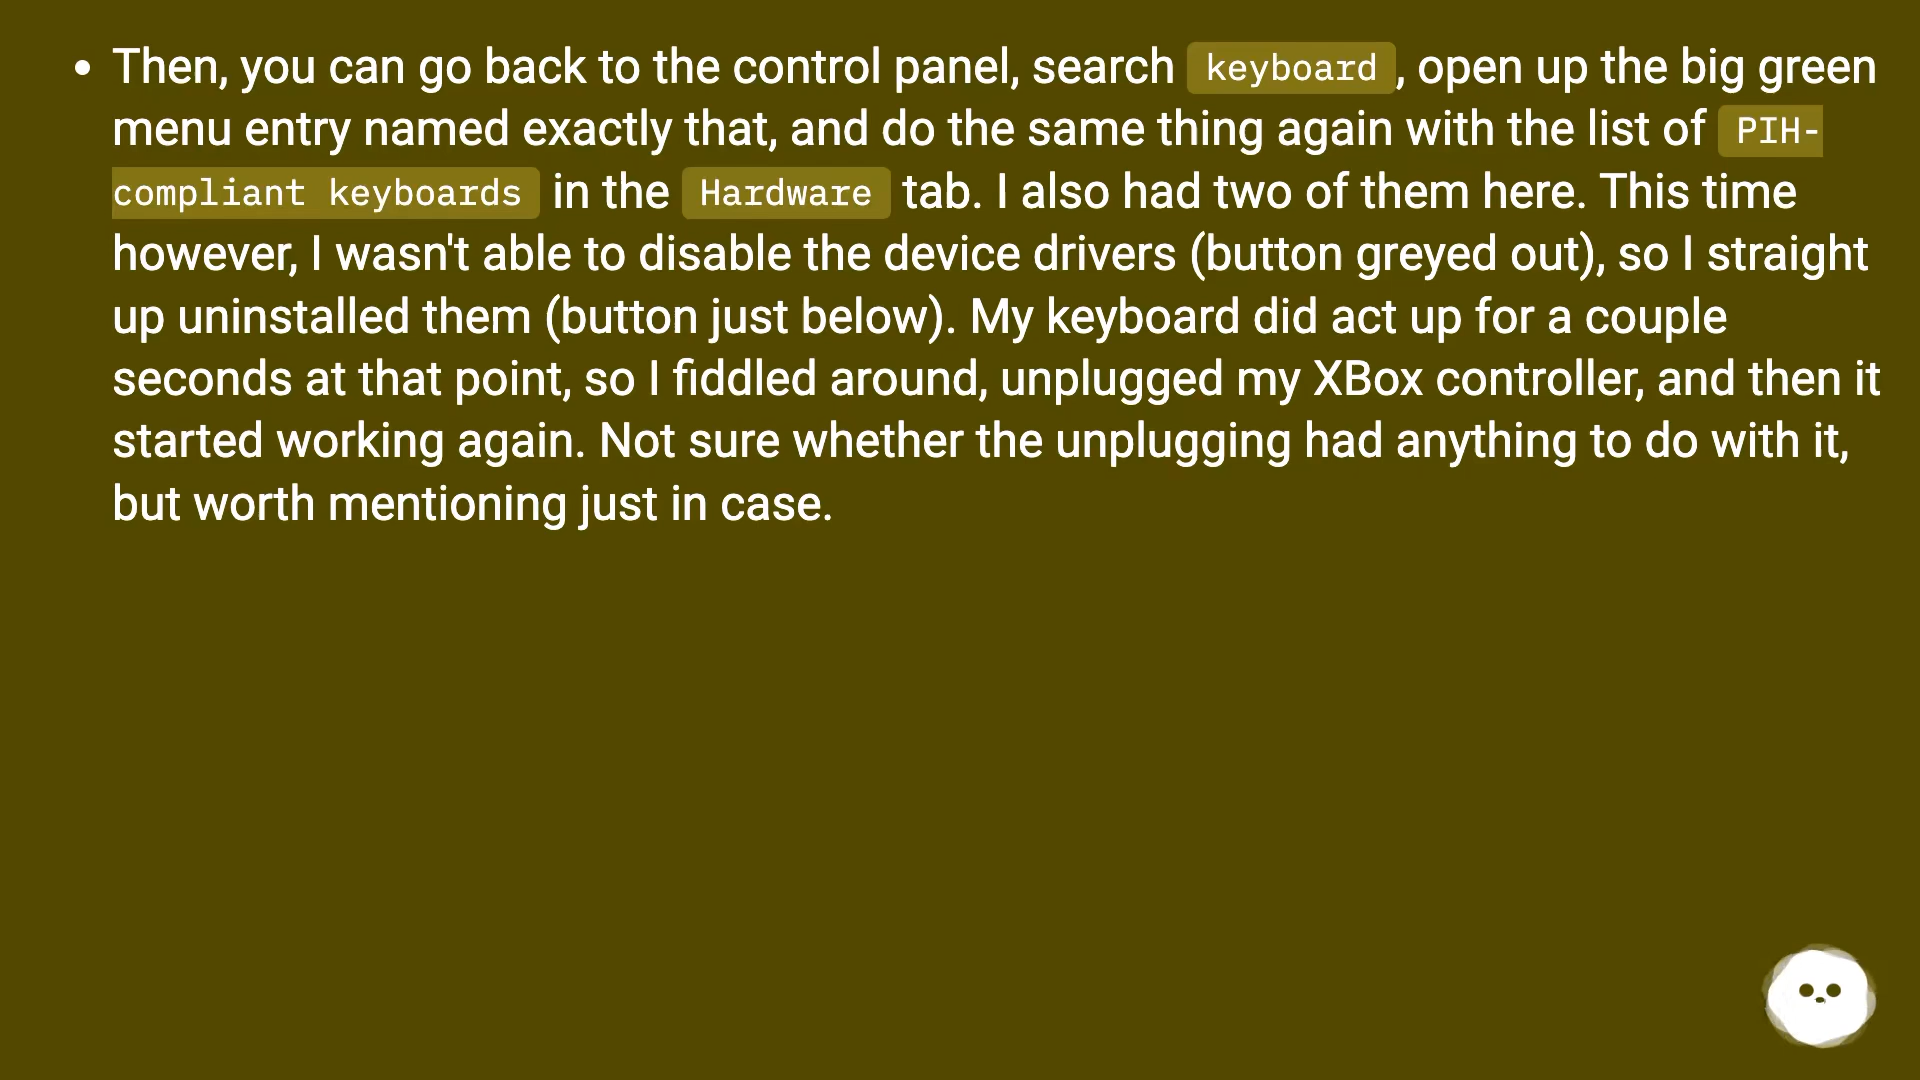 • Then, you can go back to the control panel, search keyboard, open up the big green
menu entry named exactly that, and do the same thing again with the list of PIH-
compliant keyboards in the Hardware tab. I also had two of them here. This time
however, I wasn't able to disable the device drivers (button greyed out), so I straight
up uninstalled them (button just below). My keyboard did act up for a couple
seconds at that point, so I fiddled around, unplugged my XBox controller, and then it
started working again. Not sure whether the unplugging had anything to do with it,
but worth mentioning just in case.